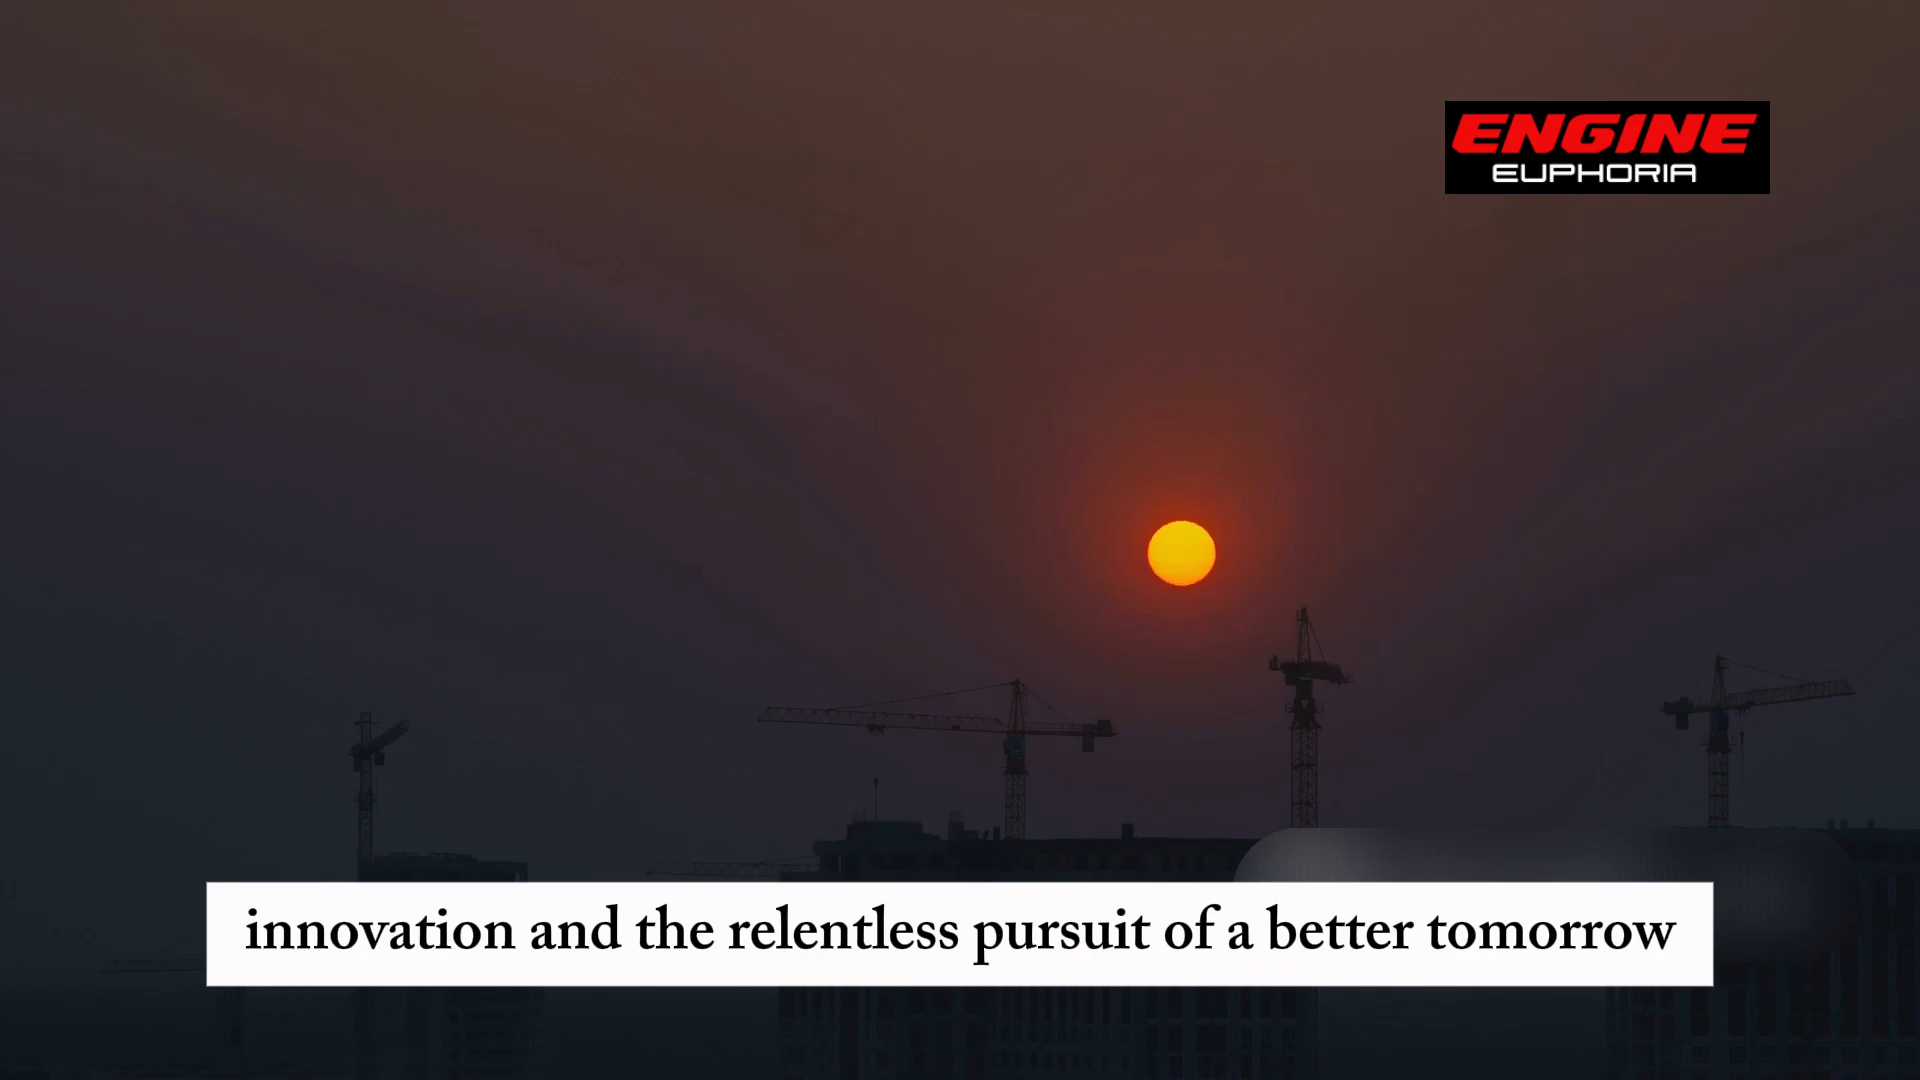 ENGINE
EUPHORIA
innovation and the relentless pursuit of a better tomorrow